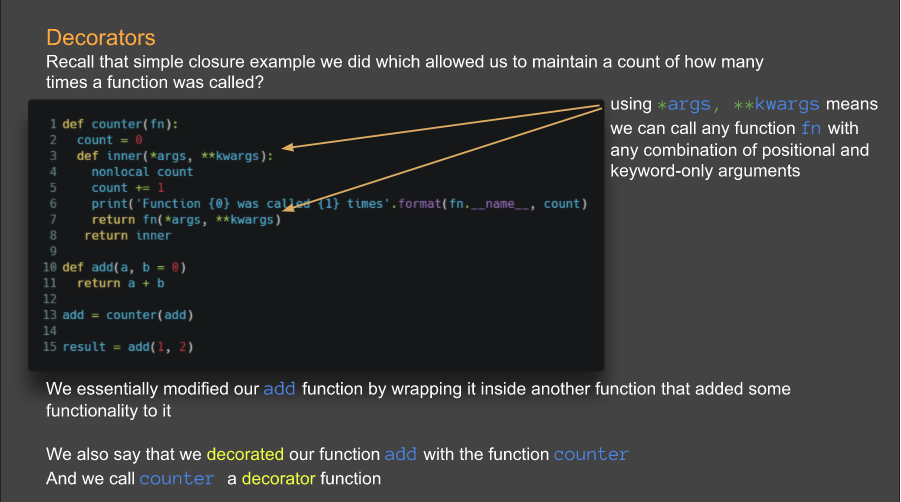 Decorators
Recall that simple closure example we did which allowed us to maintain a count of how many
times a function was called?
using *args, **kwargs means
we can call any function fn with
any combination of positional and
keyword-only arguments
1 def counter(fn):
2   count = 0
3   def inner(*args, **kwargs):
4     nonlocal count
5     count += 1
6     print('Function {0} was called {1} times'.format(fn.__name__, count)
7     return fn(*args, **kwargs)
8    return inner
9
10 def add(a, b = 0)
11   return a + b
12
13 add = counter(add)
14
15 result = add(1, 2)
We essentially modified our add function by wrapping it inside another function that added some
functionality to it
We also say that we decorated our function add with the function counter
And we call counter a decorator function